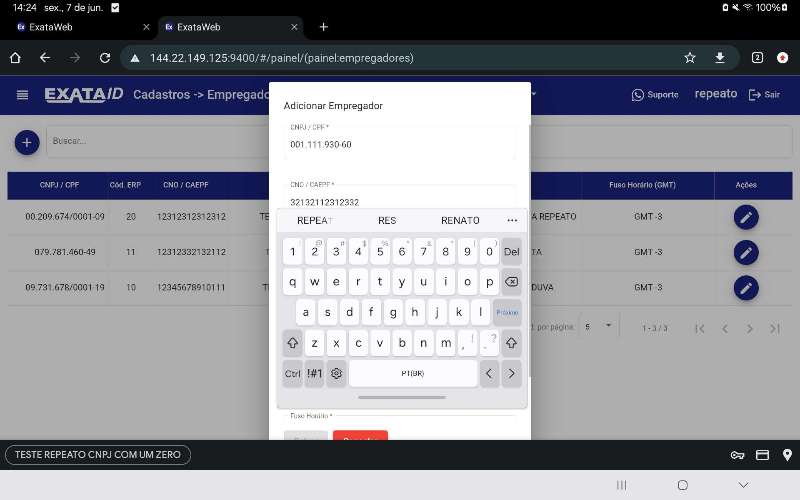 14:24 sex., 7 de jun. 100%
ExataWeb
ExataWeb
144.22.149.125:9400/#/painel/(painel:empregadores)
2
EXATA ID Cadastros -> Empregado
Suporte repeato Sair
Adicionar Empregador
CNPJ / CPF *
001.111.930-60
CNO / CAEPF *
32132112312332
Buscar...
CNPJ / CPF Cód. ERP CNO / CAEPF Fuso Horário (GMT) Ações
00.209.674/0001-09 20 12312312312312 TE A REPEATO GMT -3
079.781.460-49 11 12312332132112 TA GMT -3
09.731.678/0001-19 10 12345678910111 DUVA GMT -3
por página: 5 1 - 3 / 3
REPEAT RES RENATO ...
1 2 3 4 5 6 7 8 9 0 Del
q w e r t y u i o p
a s d f g h j k l Próximo
z x c v b n m , ! . ?
Ctrl !#1 PT(BR) < >
Fuso Horário *
TESTE REPEATO CNPJ COM UM ZERO